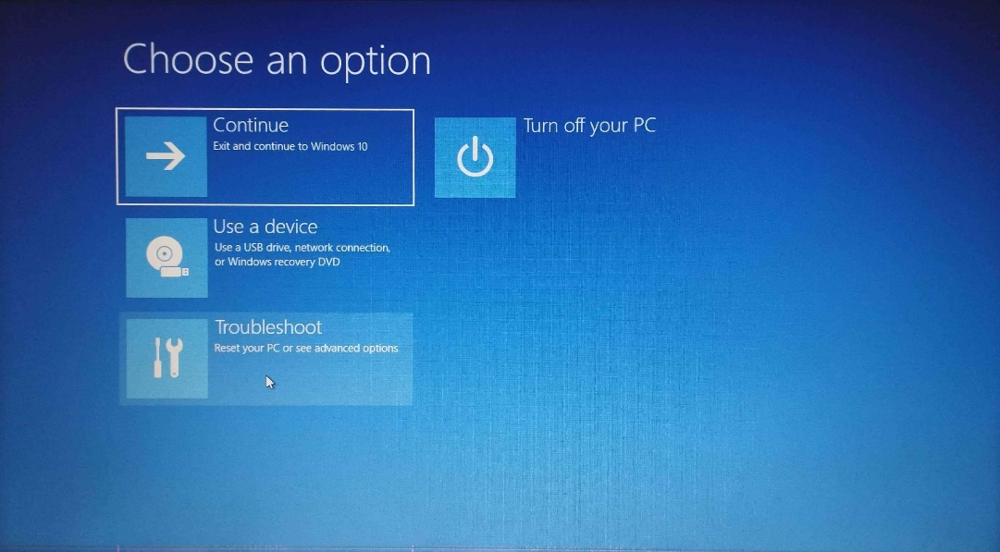 Choose an option
Continue
Exit and continue to Windows 10
Turn off your PC
Use a device
Use a USB drive, network connection,
or Windows recovery DVD
Troubleshoot
Reset your PC or see advanced options